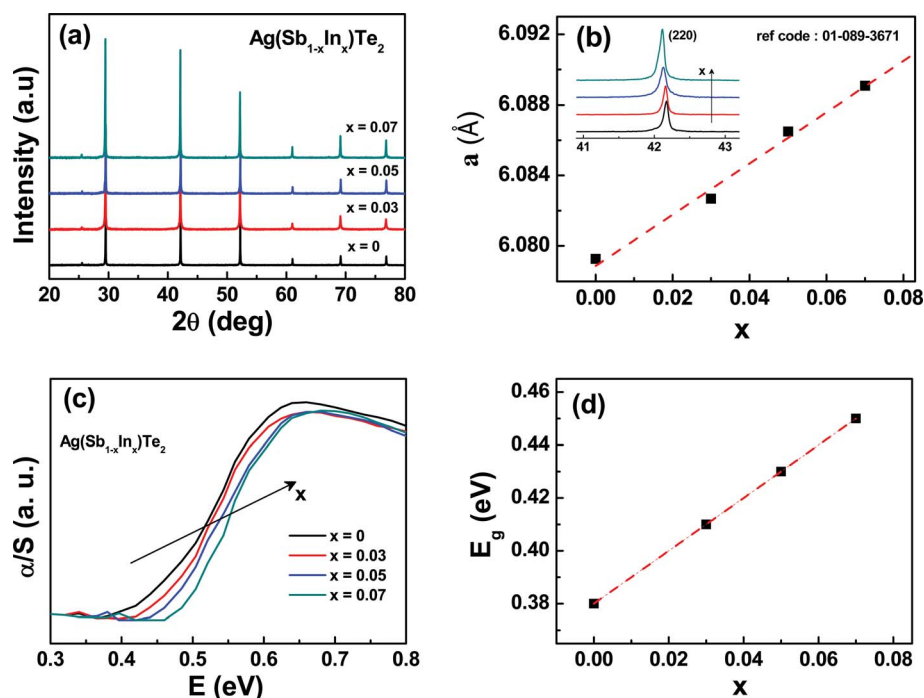 (a)
Ag(Sb1-xInx)Te2
x = 0.07
x = 0.05
x = 0.03
x = 0
Intensity (a.u)
20 30 40 50 60 70 80
2θ (deg)
(b)
(220)
ref code : 01-089-3671
x
41 42 43
6.092
6.088
6.084
6.080
a (Å)
0.00 0.02 0.04 0.06 0.08
x
(c)
Ag(Sb1-xInx)Te2
x
x = 0
x = 0.03
x = 0.05
x = 0.07
α/S (a. u.)
0.3 0.4 0.5 0.6 0.7 0.8
E (eV)
(d)
0.46
0.44
0.42
0.40
0.38
Eg (eV)
0.00 0.02 0.04 0.06 0.08
x